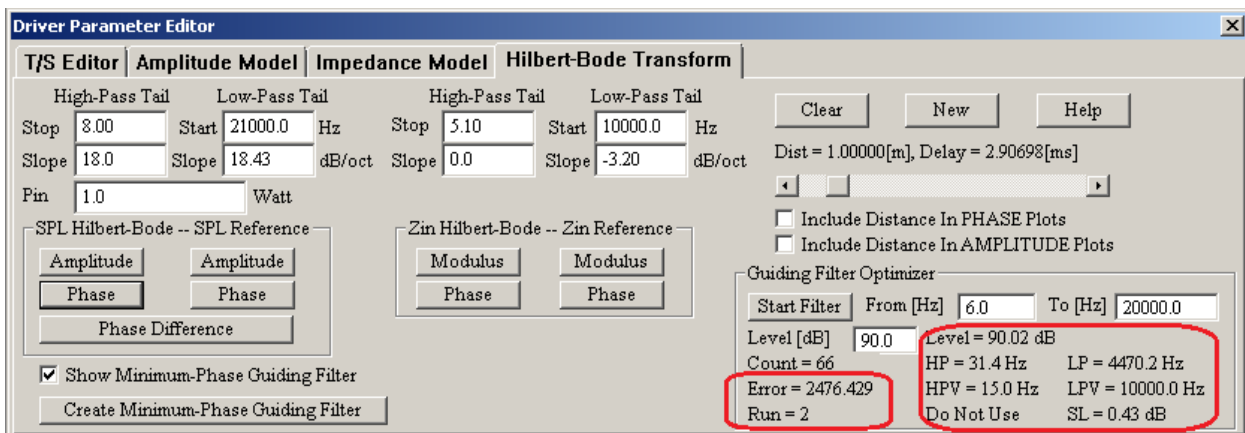 Driver Parameter Editor
T/S Editor Amplitude Model Impedance Model Hilbert-Bode Transform
High-Pass Tail Low-Pass Tail High-Pass Tail Low-Pass Tail
Stop 8.00 Start 21000.0 Hz Stop 5.10 Start 10000.0 Hz
Slope 18.0 Slope 18.43 dB/oct Slope 0.0 Slope -3.20 dB/oct
Pin 1.0 Watt
SPL Hilbert-Bode -- SPL Reference
Amplitude Amplitude
Phase Phase
Phase Difference
Show Minimum-Phase Guiding Filter
Create Minimum-Phase Guiding Filter
Zin Hilbert-Bode -- Zin Reference
Modulus Modulus
Phase Phase
Clear New Help
Dist = 1.00000[m], Delay = 2.90698[ms]
Include Distance In PHASE Plots
Include Distance In AMPLITUDE Plots
Guiding Filter Optimizer
Start Filter From [Hz] 6.0 To [Hz] 20000.0
Level [dB] 90.0 Level = 90.02 dB
Count = 66 HP = 31.4 Hz LP = 4470.2 Hz
Error = 2476.429 HPV = 15.0 Hz LPV = 10000.0 Hz
Run = 2 Do Not Use SL = 0.43 dB